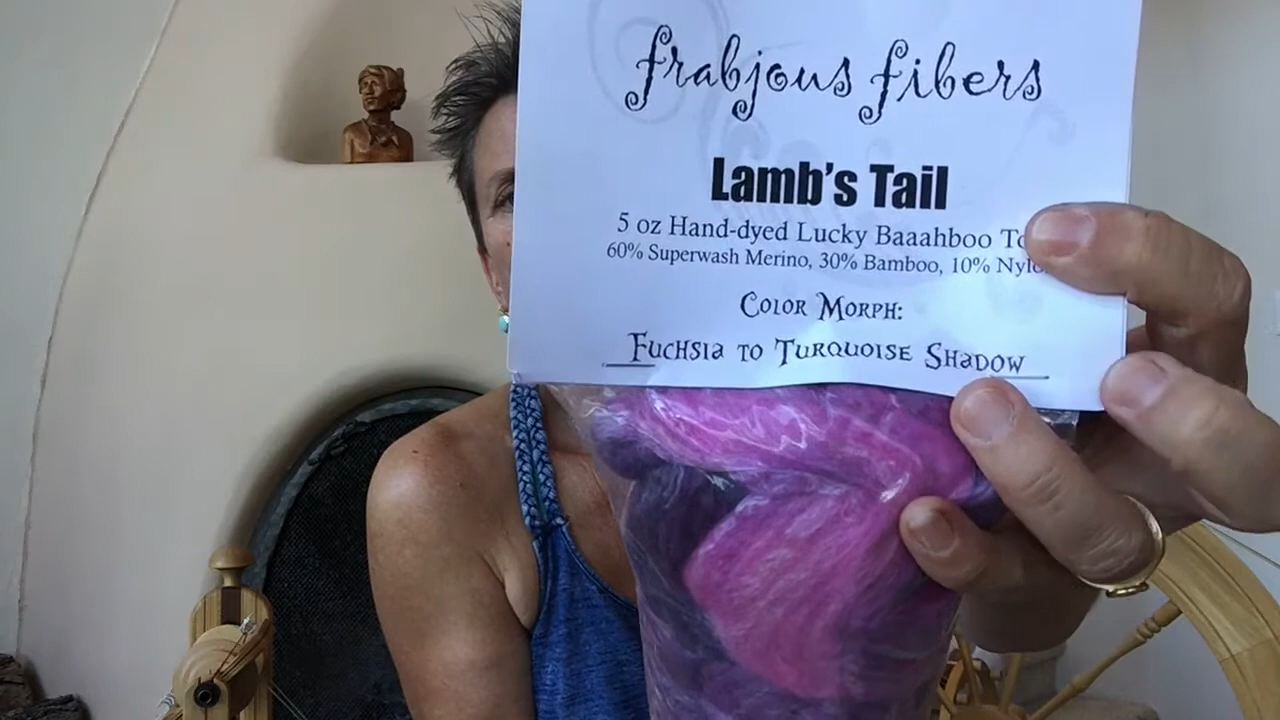 frabjous fibers
Lamb's Tail
5 oz Hand-dyed Lucky Baaahboo
60% Superwash Merino, 30% Bamboo, 10%
Color Morph:
Fuchsia to Turquoise Shadow